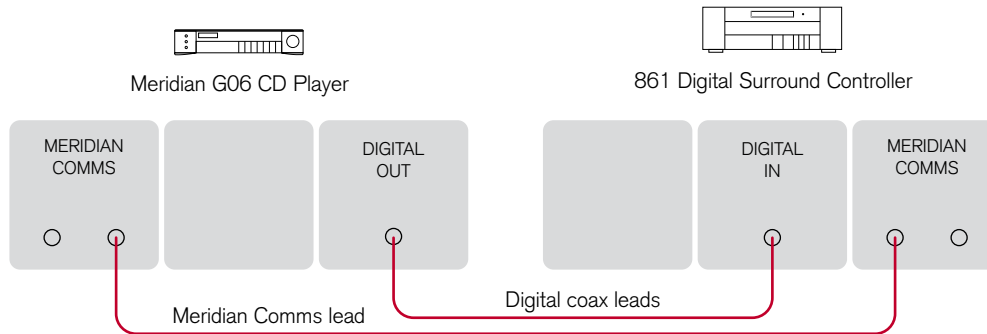 Meridian G06 CD Player
861 Digital Surround Controller
MERIDIAN
COMMS
DIGITAL
OUT
DIGITAL
IN
MERIDIAN
COMMS
Digital coax leads
Meridian Comms lead